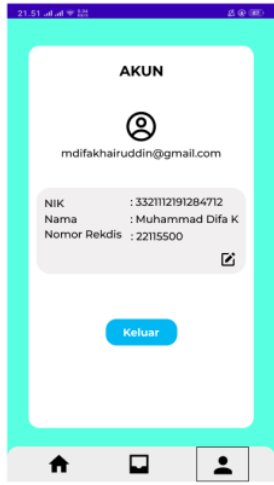 21.51
AKUN
mdifakhairuddin@gmail.com
NIK : 3321112191284712
Nama : Muhammad Difa K
Nomor Rekdis : 22115500
Keluar